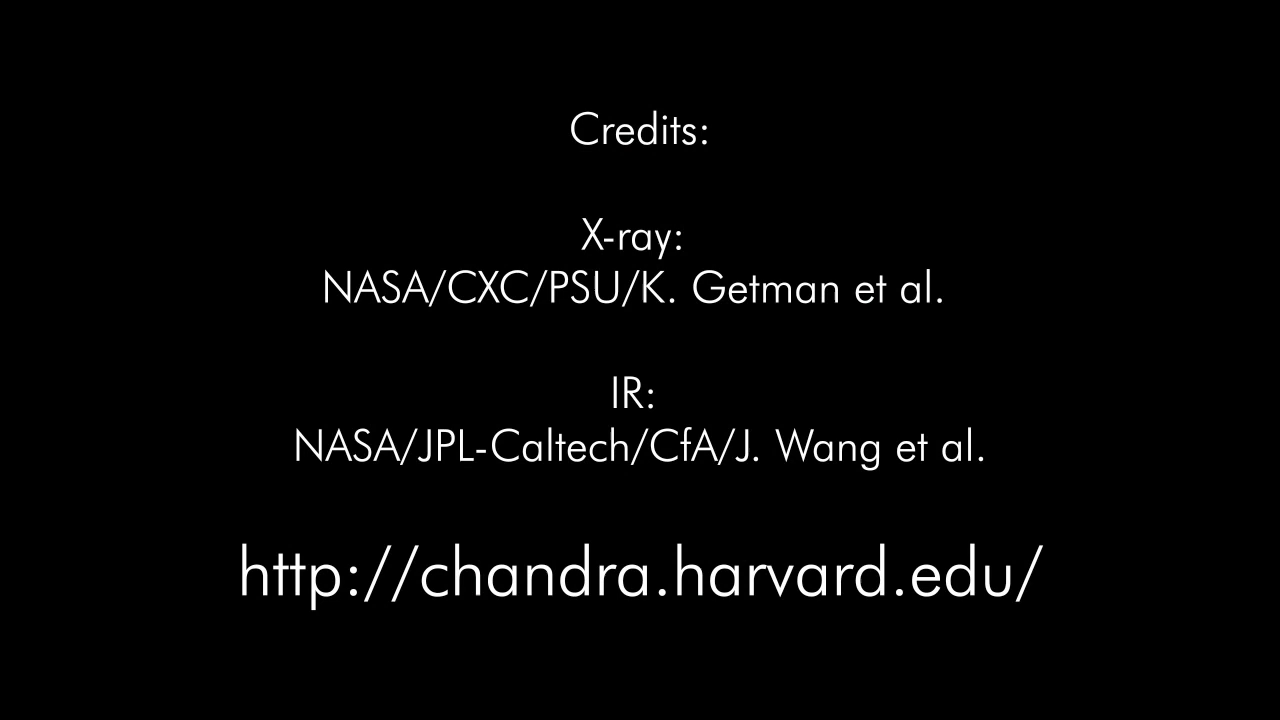 Credits:
X-ray:
NASA/CXC/PSU/K. Getman et al.
IR:
NASA/JPL-Caltech/CfA/J. Wang et al.
http://chandra.harvard.edu/